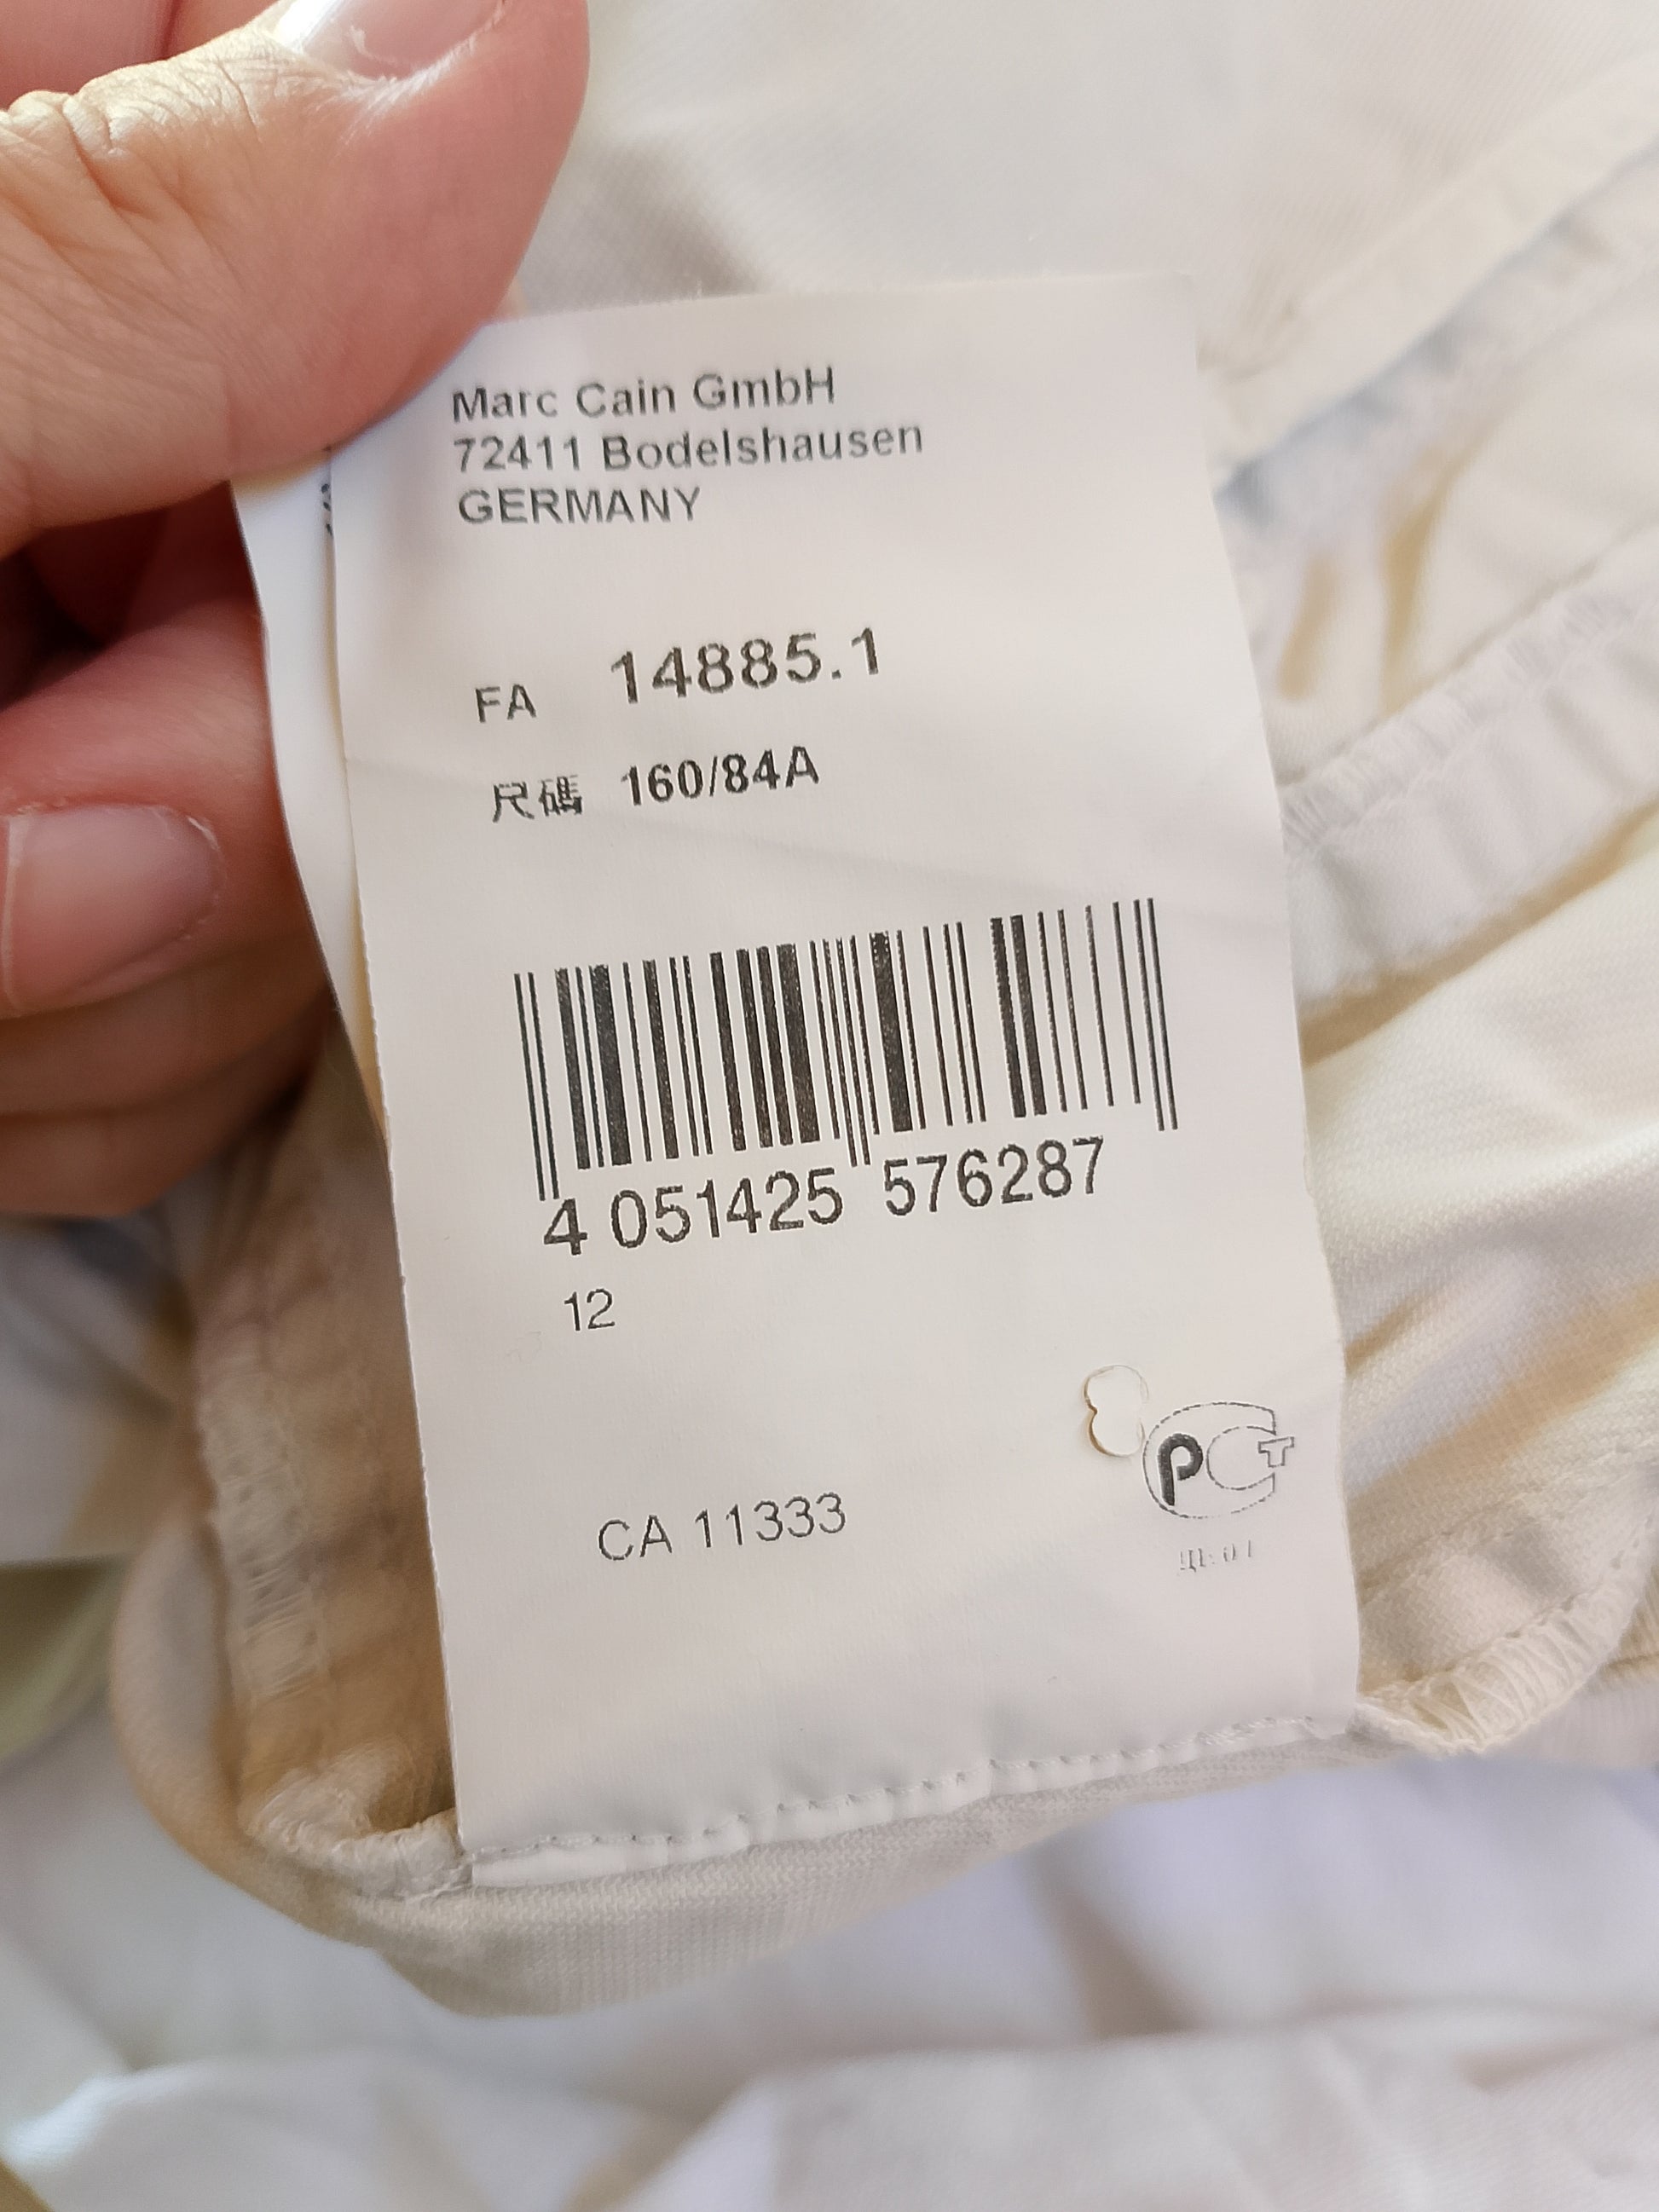 Marc Cain GmbH
72411 Bodelshausen
GERMANY
FA 14885.1
尺碼 160/84A
4 051425 576287
12
PCT
CA 11333